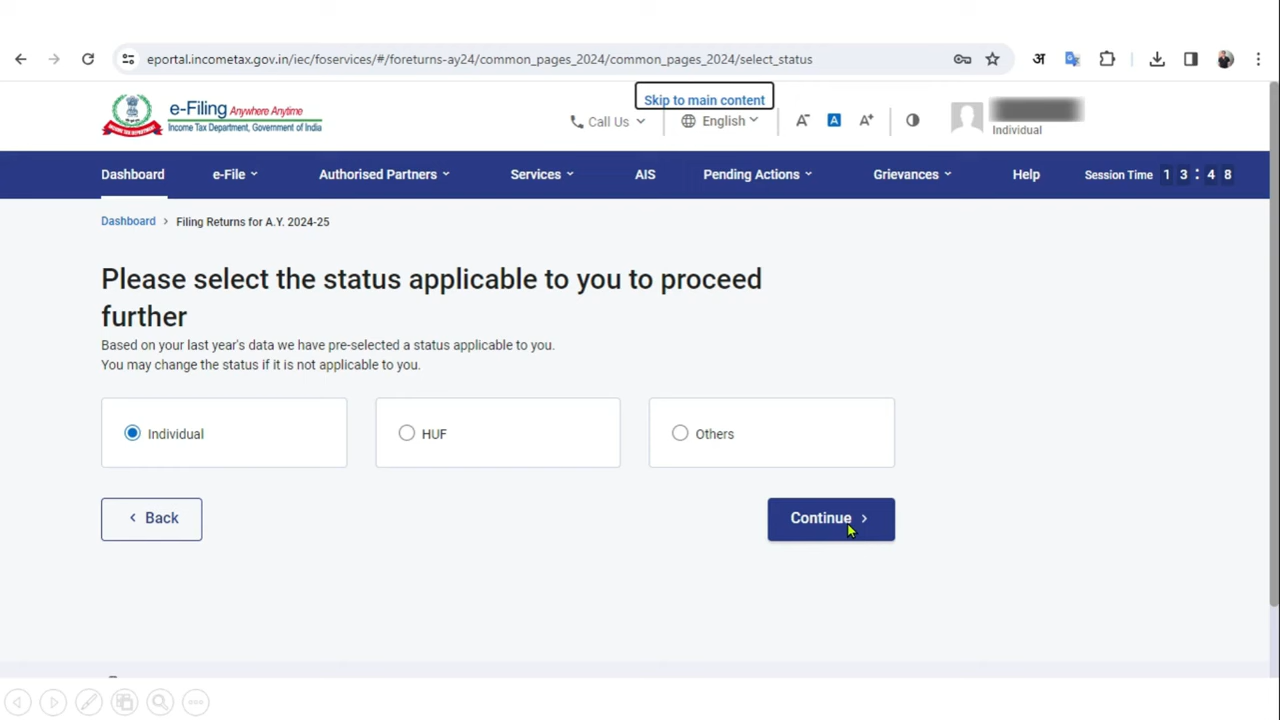 eportal.incometax.gov.in/iec/foservices/#/foreturns-ay24/common_pages_2024/common_pages_2024/select_status
अ
Skip to main content
e-Filing Anywhere Anytime
Income Tax Department, Government of India
Call Us
English
A-
A
A+
Individual
Dashboard
e-File
Authorised Partners
Services
AIS
Pending Actions
Grievances
Help
Session Time 1 3 : 4 8
Dashboard > Filing Returns for A.Y. 2024-25
Please select the status applicable to you to proceed
further
Based on your last year's data we have pre-selected a status applicable to you.
You may change the status if it is not applicable to you.
Individual
HUF
Others
< Back
Continue >